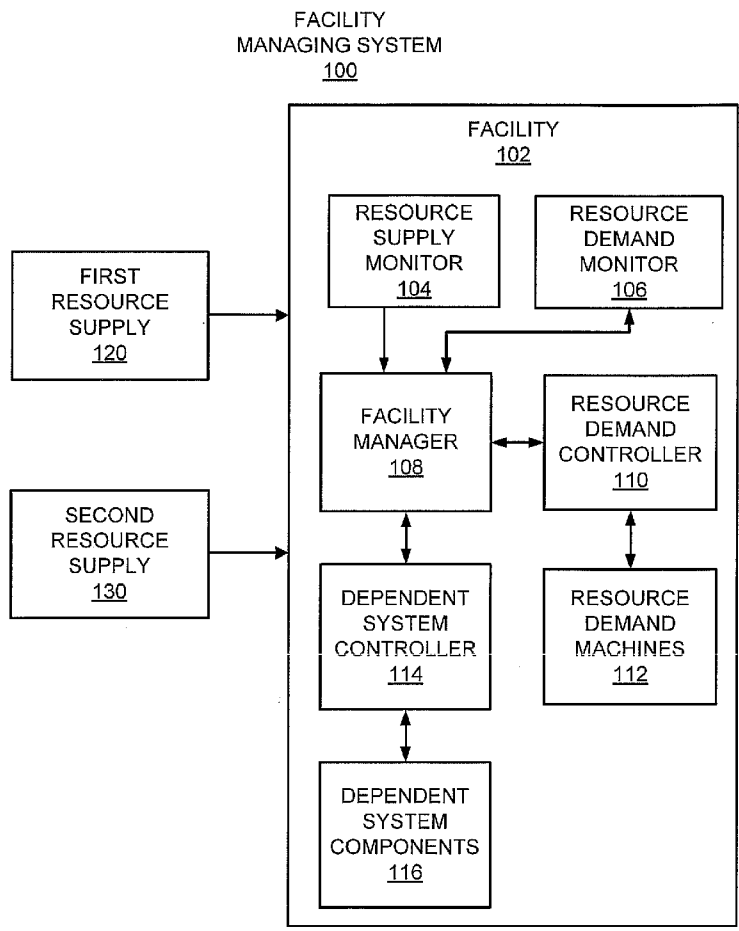 FACILITY
MANAGING SYSTEM
100
FACILITY
102
RESOURCE
SUPPLY
MONITOR
104
RESOURCE
DEMAND
MONITOR
106
FIRST
RESOURCE
SUPPLY
120
FACILITY
MANAGER
108
RESOURCE
DEMAND
CONTROLLER
110
SECOND
RESOURCE
SUPPLY
130
DEPENDENT
SYSTEM
CONTROLLER
114
RESOURCE
DEMAND
MACHINES
112
DEPENDENT
SYSTEM
COMPONENTS
116